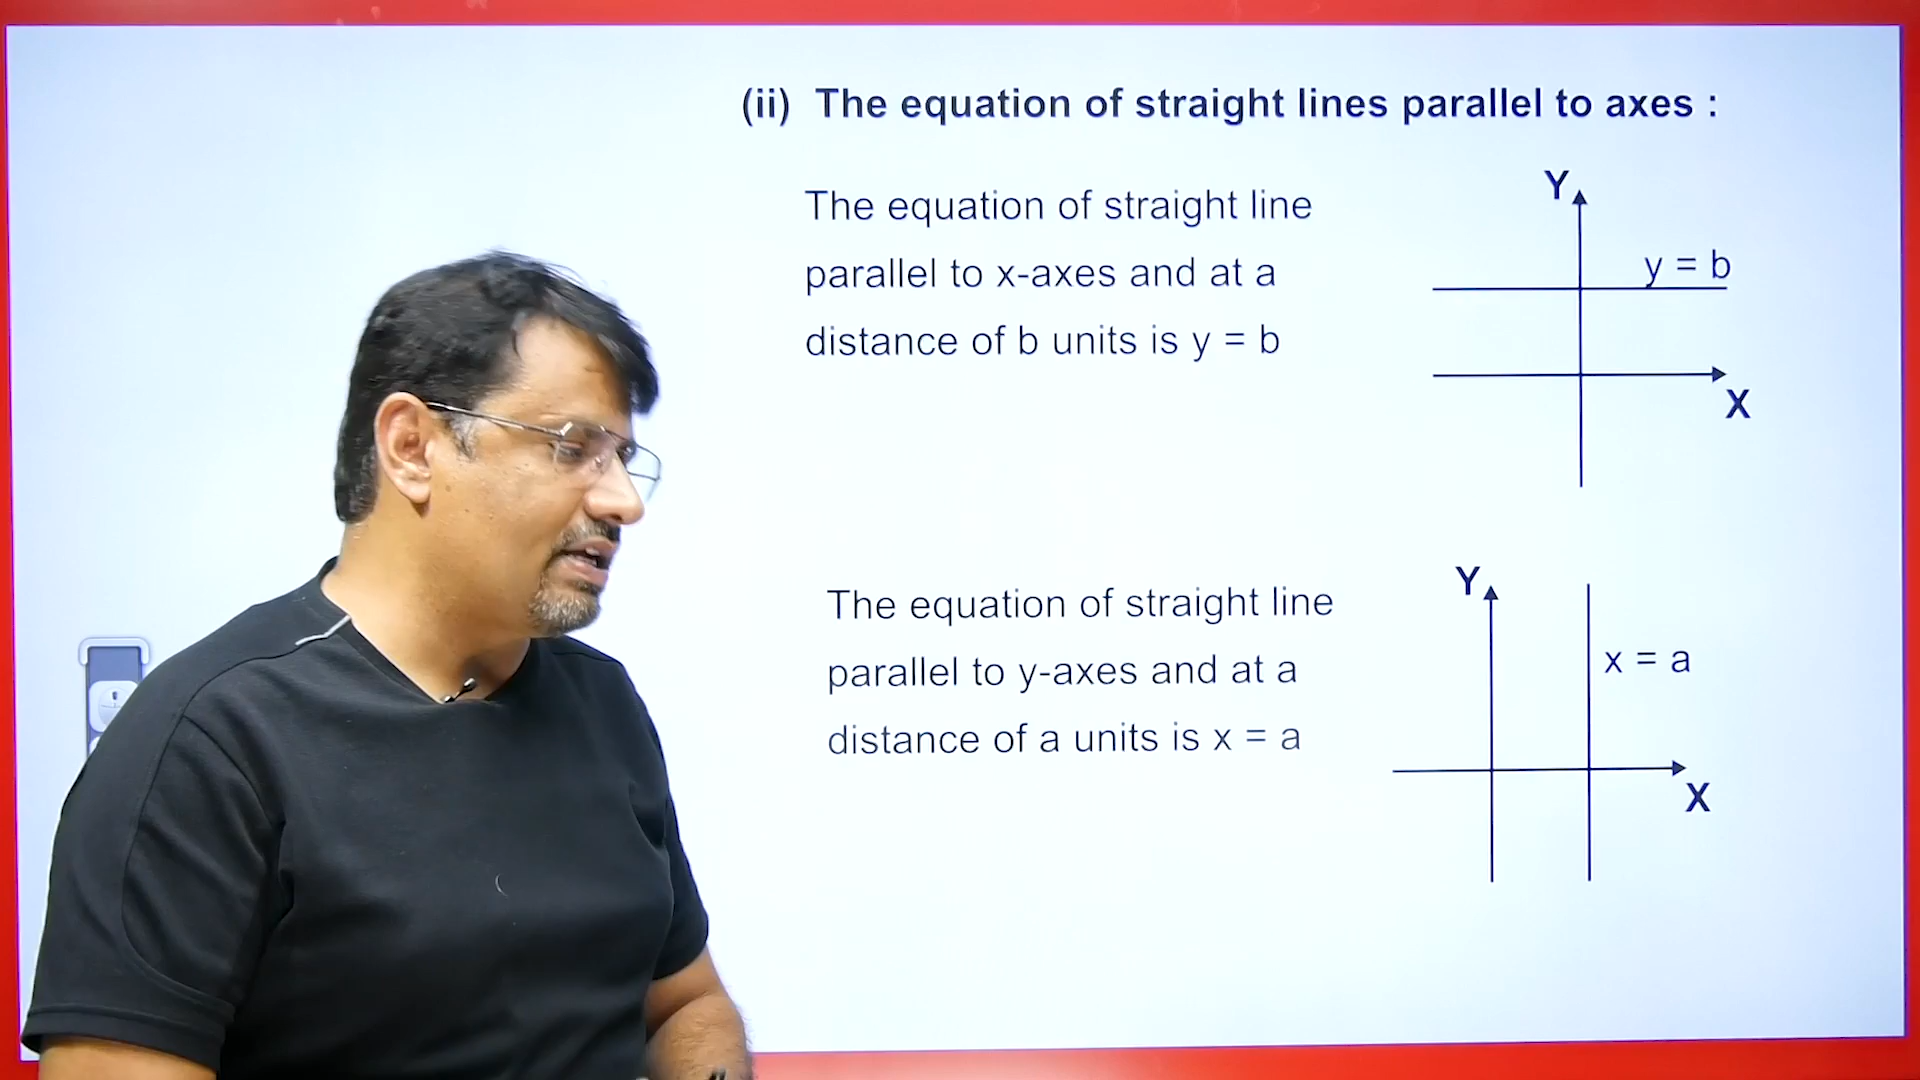 (ii) The equation of straight lines parallel to axes :
The equation of straight line
parallel to x-axes and at a
distance of b units is y = b
Y
y = b
X
The equation of straight line
parallel to y-axes and at a
distance of a units is x = a
Y
x = a
X